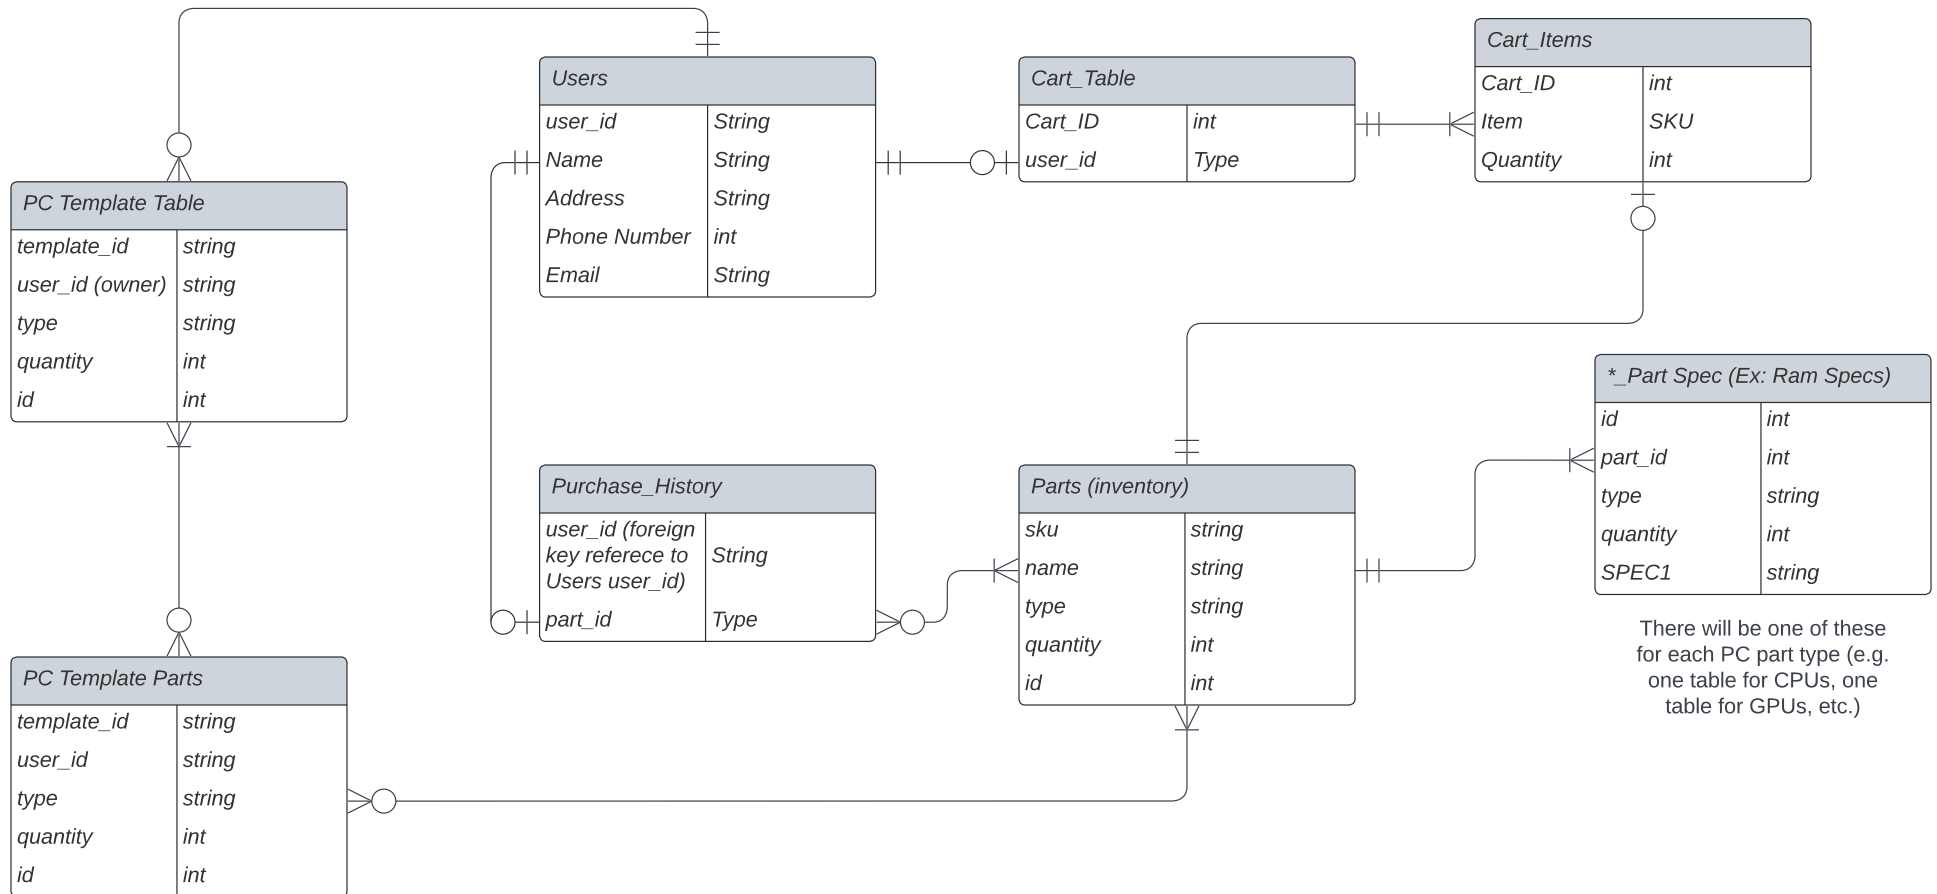 Users
user_id String
Name String
Address String
Phone Number int
Email String
Cart_Table
Cart_ID int
user_id Type
Cart_Items
Cart_ID int
Item SKU
Quantity int
PC Template Table
template_id string
user_id (owner) string
type string
quantity int
id int
*_Part Spec (Ex: Ram Specs)
id int
part_id int
type string
quantity int
SPEC1 string
There will be one of these
for each PC part type (e.g.
one table for CPUs, one
table for GPUs, etc.)
Purchase_History
user_id (foreign
key referece to
Users user_id)
String
part_id Type
Parts (inventory)
sku string
name string
type string
quantity int
id int
PC Template Parts
template_id string
user_id string
type string
quantity int
id int